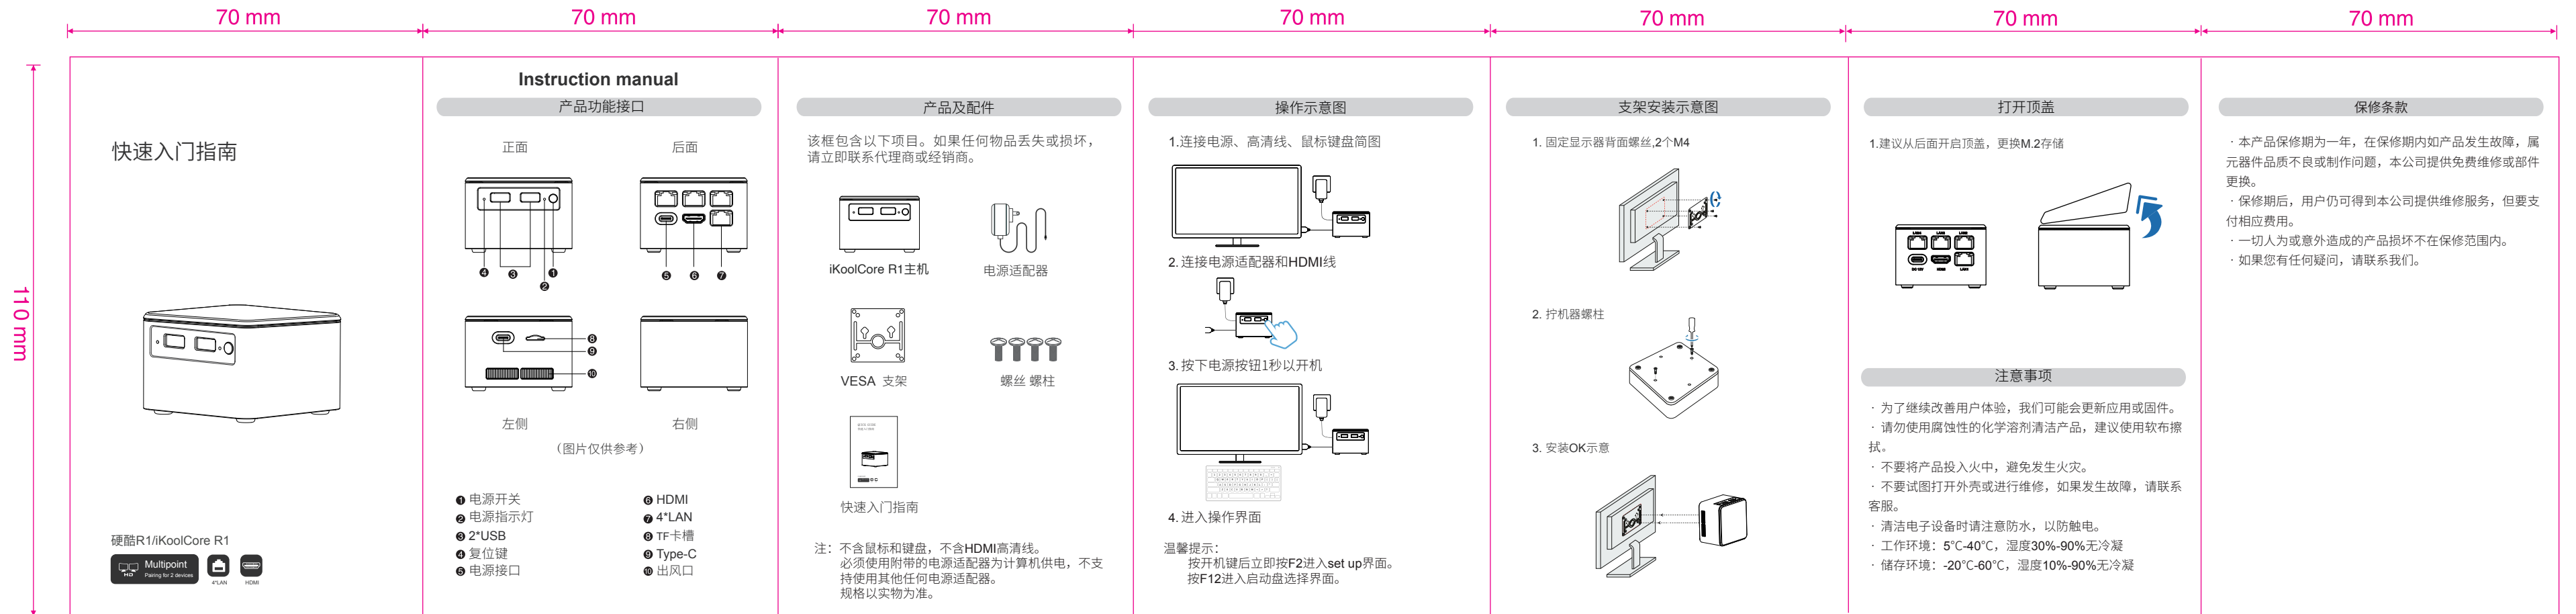 70 mm
70 mm
70 mm
70 mm
70 mm
70 mm
70 mm
110 mm
快速入门指南
硬酷R1/iKoolCore R1
HD
Multipoint
Pairing for 2 devices
4*LAN
HDMI
Instruction manual
产品功能接口
正面
后面
❹
❸
❷
❶
❺
❻
❼
❽
❾
❿
左侧
右侧
（图片仅供参考）
❶ 电源开关
❷ 电源指示灯
❸ 2*USB
❹ 复位键
❺ 电源接口
❻ HDMI
❼ 4*LAN
❽ TF卡槽
❾ Type-C
❿ 出风口
产品及配件
该框包含以下项目。如果任何物品丢失或损坏，
请立即联系代理商或经销商。
iKoolCore R1主机
电源适配器
VESA 支架
螺丝 螺柱
快速入门指南
注： 不含鼠标和键盘，不含HDMI高清线。
必须使用附带的电源适配器为计算机供电，不支
持使用其他任何电源适配器。
规格以实物为准。
操作示意图
1.连接电源、高清线、鼠标键盘简图
2. 连接电源适配器和HDMI线
3. 按下电源按钮1秒以开机
4. 进入操作界面
温馨提示：
按开机键后立即按F2进入set up界面。
按F12进入启动盘选择界面。
支架安装示意图
1. 固定显示器背面螺丝,2个M4
2. 拧机器螺柱
3. 安装OK示意
打开顶盖
1.建议从后面开启顶盖，更换M.2存储
DC 12V
HDMI
LAN1
注意事项
· 为了继续改善用户体验，我们可能会更新应用或固件。
· 请勿使用腐蚀性的化学溶剂清洁产品，建议使用软布擦
拭。
· 不要将产品投入火中，避免发生火灾。
· 不要试图打开外壳或进行维修，如果发生故障，请联系
客服。
· 清洁电子设备时请注意防水，以防触电。
· 工作环境：5℃-40℃，湿度30%-90%无冷凝
· 储存环境：-20℃-60℃，湿度10%-90%无冷凝
保修条款
· 本产品保修期为一年，在保修期内如产品发生故障，属
元器件品质不良或制作问题，本公司提供免费维修或部件
更换。
· 保修期后，用户仍可得到本公司提供维修服务，但要支
付相应费用。
· 一切人为或意外造成的产品损坏不在保修范围内。
· 如果您有任何疑问，请联系我们。